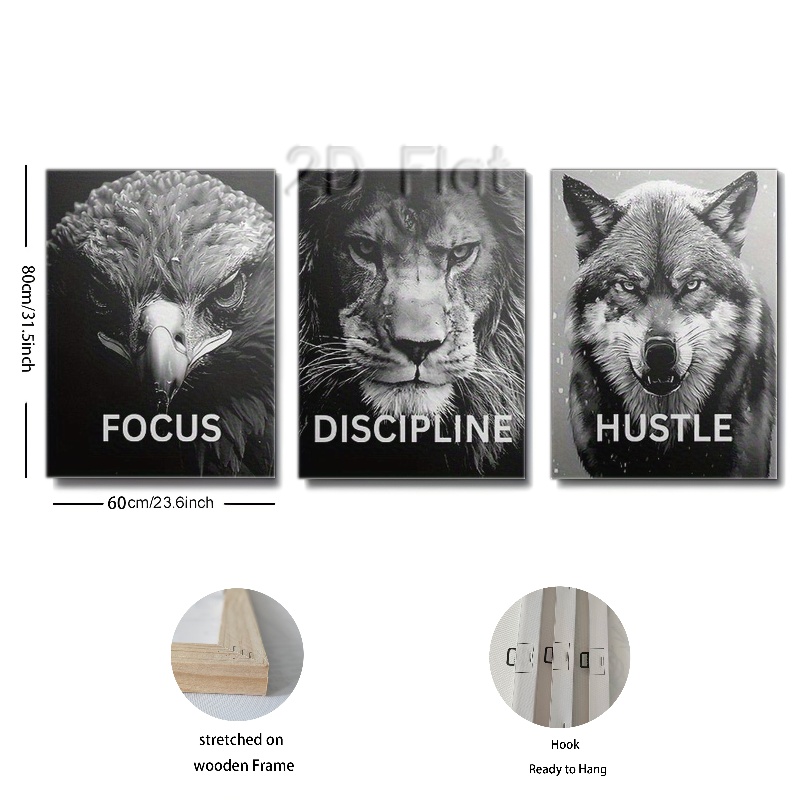 2D Flat
80cm/31.5inch
FOCUS
DISCIPLINE
HUSTLE
60cm/23.6inch
stretched on
wooden Frame
Hook
Ready to Hang